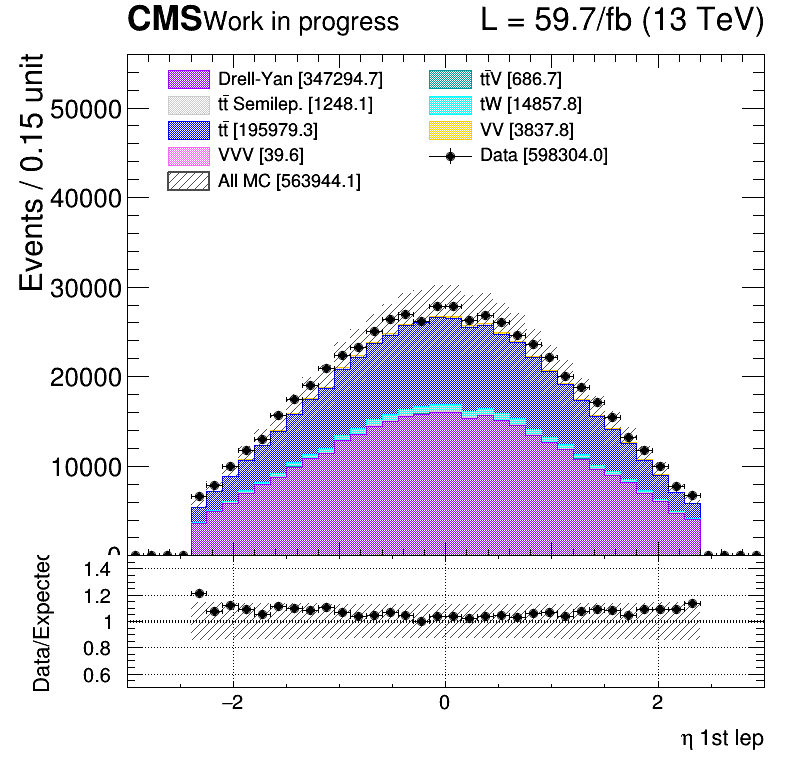 CMS Work in progress L = 59.7/fb (13 TeV)
Events / 0.15 unit
Drell-Yan [347294.7]
tt̄ Semilep. [1248.1]
tt̄ [195979.3]
VVV [39.6]
All MC [563944.1]
tt̄V [686.7]
tW [14857.8]
VV [3837.8]
Data [598304.0]
50000
40000
30000
20000
10000
0
Data/Expected
1.4
1.2
1
0.8
0.6
−2 0 2
η 1st lep